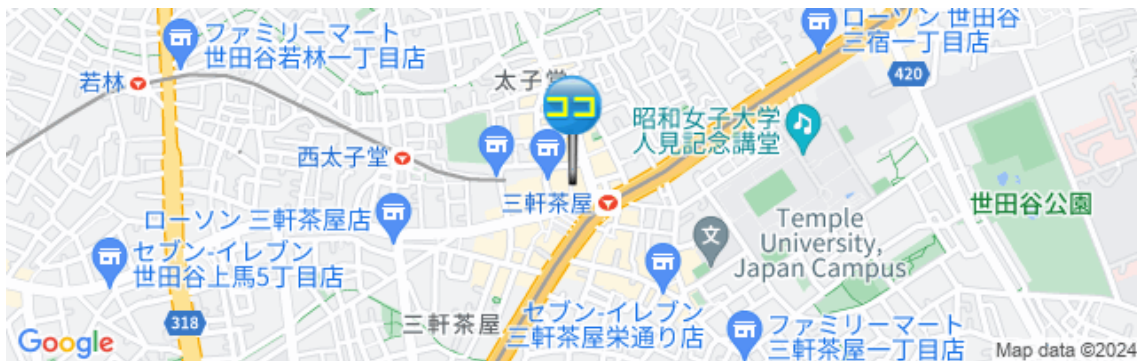 ファミリーマート
世田谷若林一丁目店
ローソン 世田谷
三宿一丁目店
420
若林
太子堂
ココ
昭和女子大学
人見記念講堂
西太子堂
三軒茶屋
世田谷公園
ローソン 三軒茶屋店
文
Temple
University,
Japan Campus
セブン-イレブン
世田谷上馬5丁目店
318
三軒茶屋
セブン-イレブン
三軒茶屋栄通り店
ファミリーマート
三軒茶屋一丁目店
Google
Map data ©2024